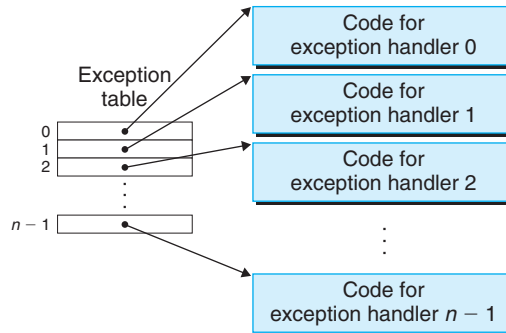 Exception
table
0
1
2
.
.
.
n − 1
Code for
exception handler 0
Code for
exception handler 1
Code for
exception handler 2
.
.
.
Code for
exception handler n − 1